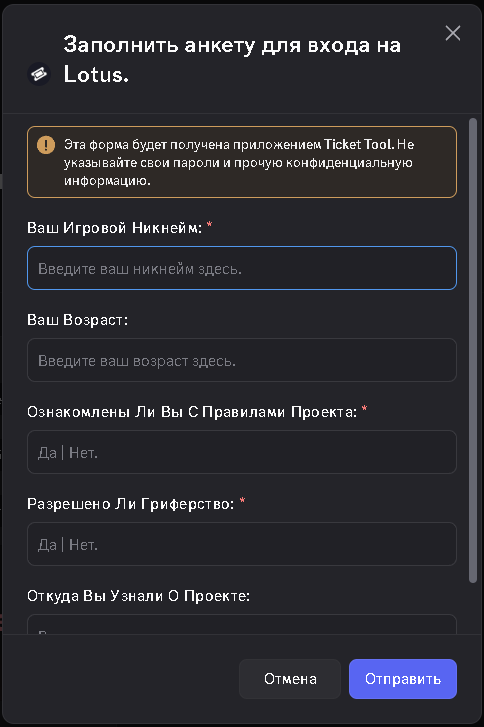 Заполнить анкету для входа на
Lotus.
Эта форма будет получена приложением Ticket Tool. Не
указывайте свои пароли и прочую конфиденциальную
информацию.
Ваш Игровой Никнейм: *
Введите ваш никнейм здесь.
Ваш Возраст:
Введите ваш возраст здесь.
Ознакомлены Ли Вы С Правилами Проекта: *
Да | Нет.
Разрешено Ли Гриферство: *
Да | Нет.
Откуда Вы Узнали О Проекте:
Отмена
Отправить